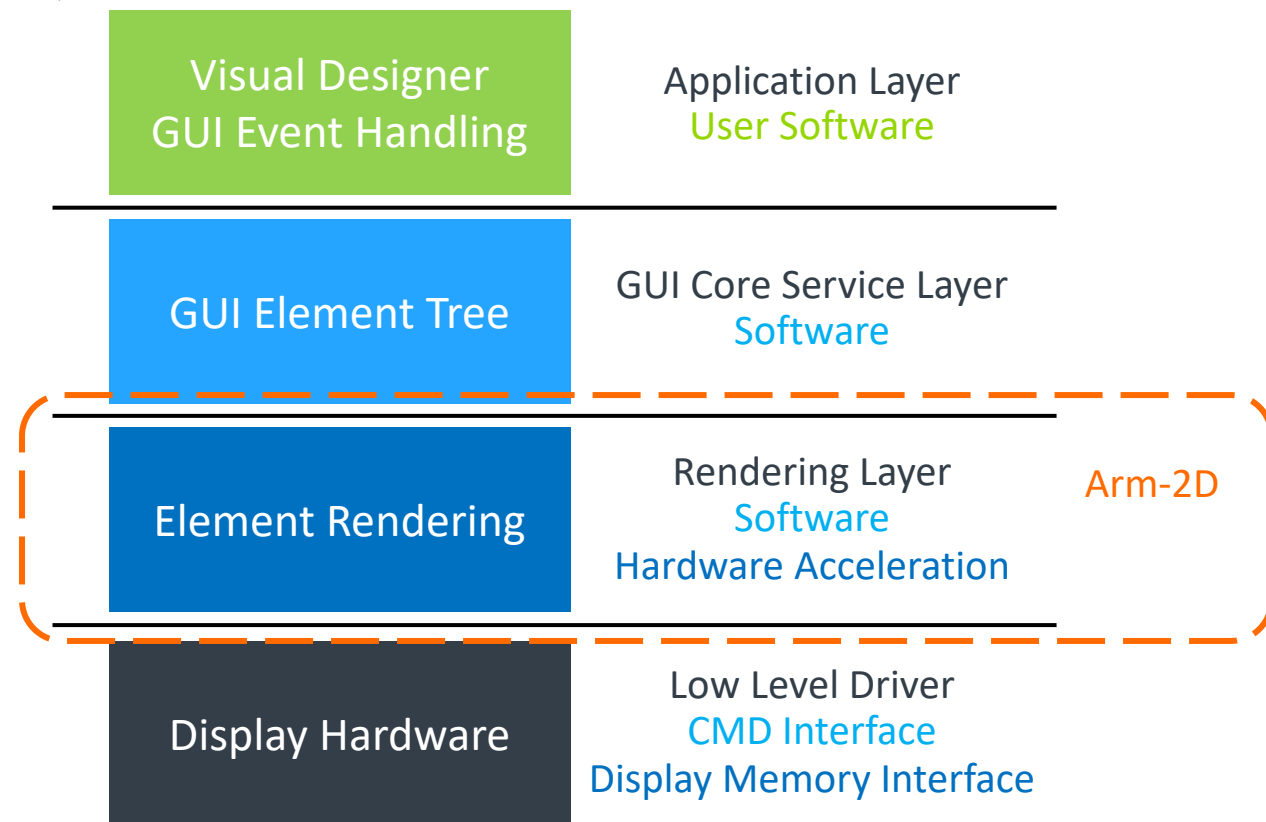 Visual Designer
GUI Event Handling
Application Layer
User Software
GUI Element Tree
GUI Core Service Layer
Software
Element Rendering
Rendering Layer
Software
Hardware Acceleration
Arm-2D
Display Hardware
Low Level Driver
CMD Interface
Display Memory Interface